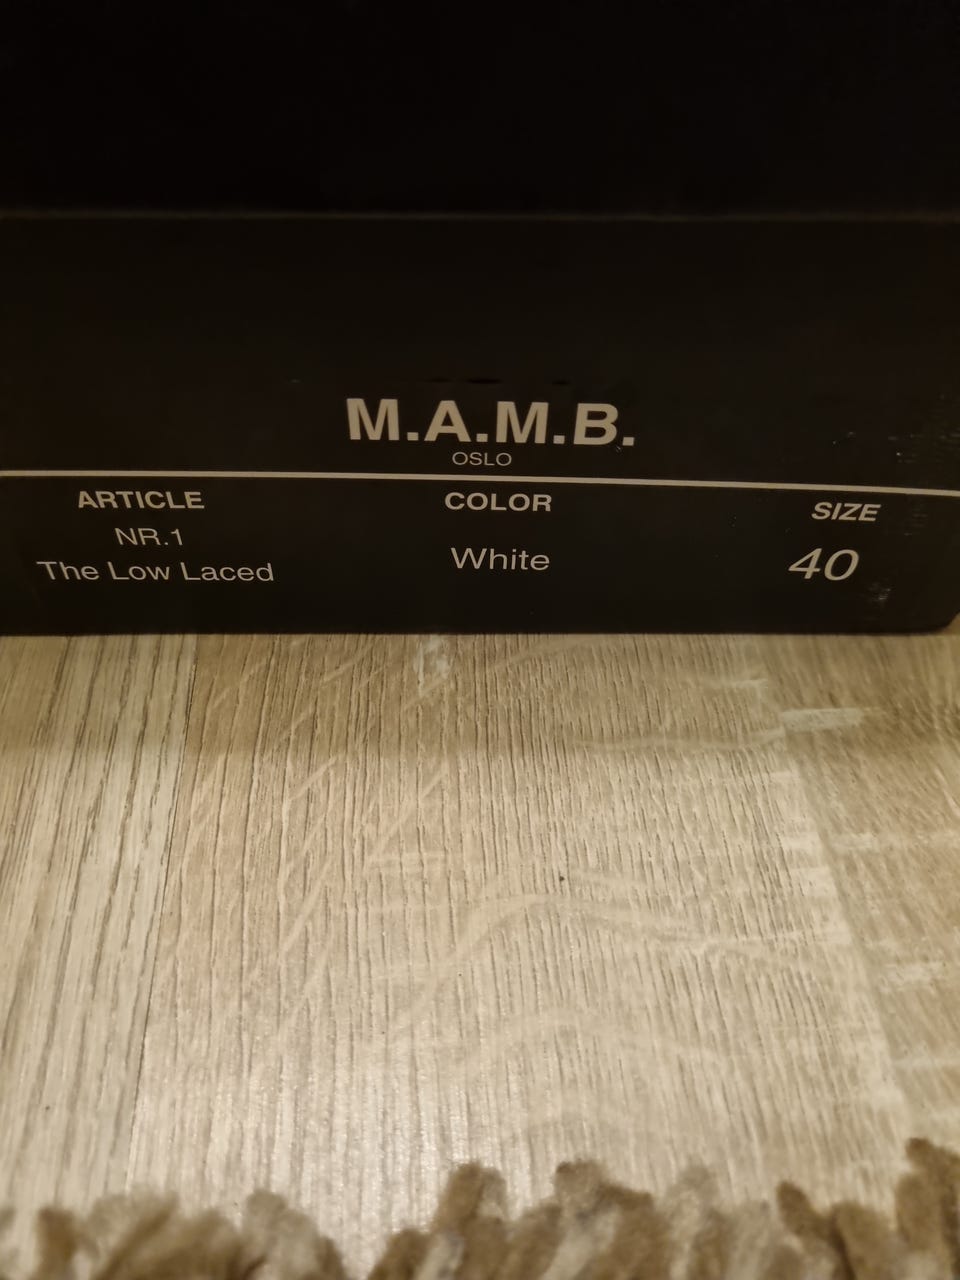 M.A.M.B.
OSLO
ARTICLE COLOR SIZE
NR.1
The Low Laced White 40